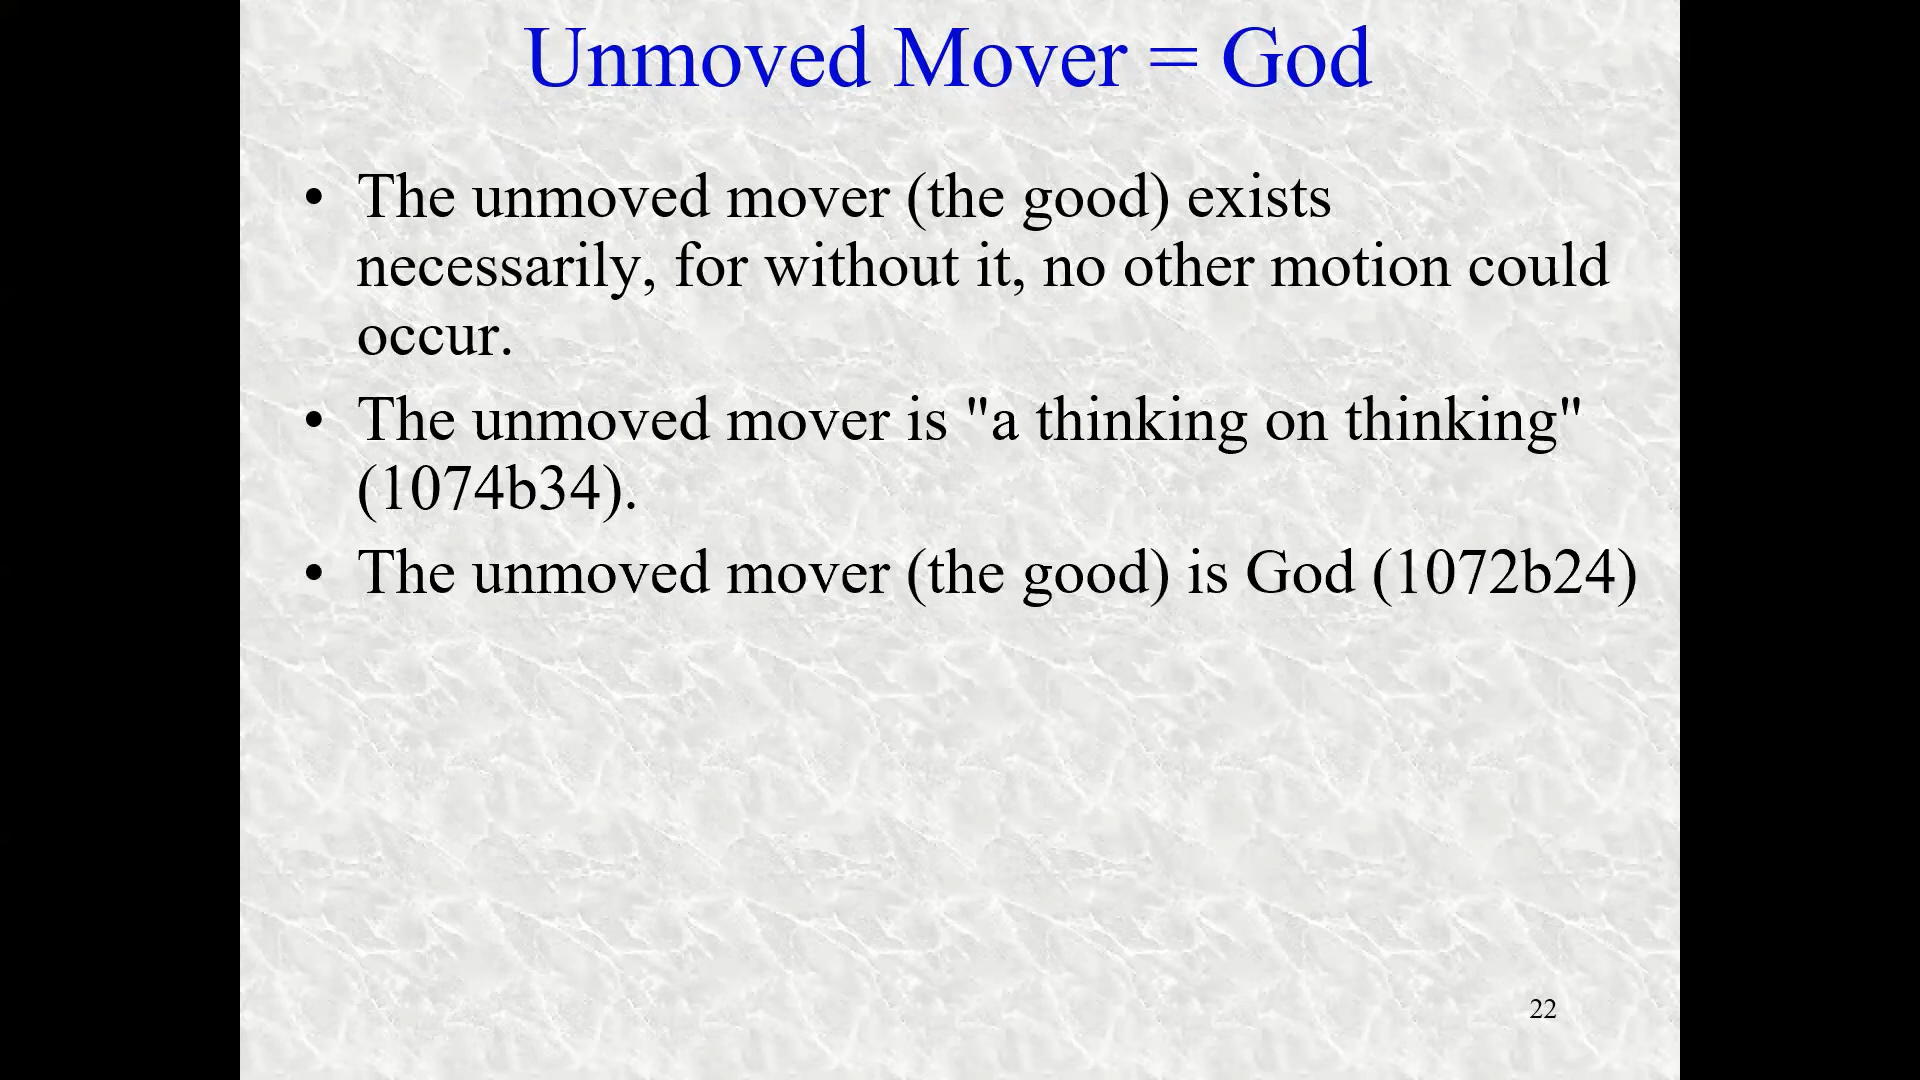 Unmoved Mover = God
• The unmoved mover (the good) exists
necessarily, for without it, no other motion could
occur.
• The unmoved mover is "a thinking on thinking"
(1074b34).
• The unmoved mover (the good) is God (1072b24)
22